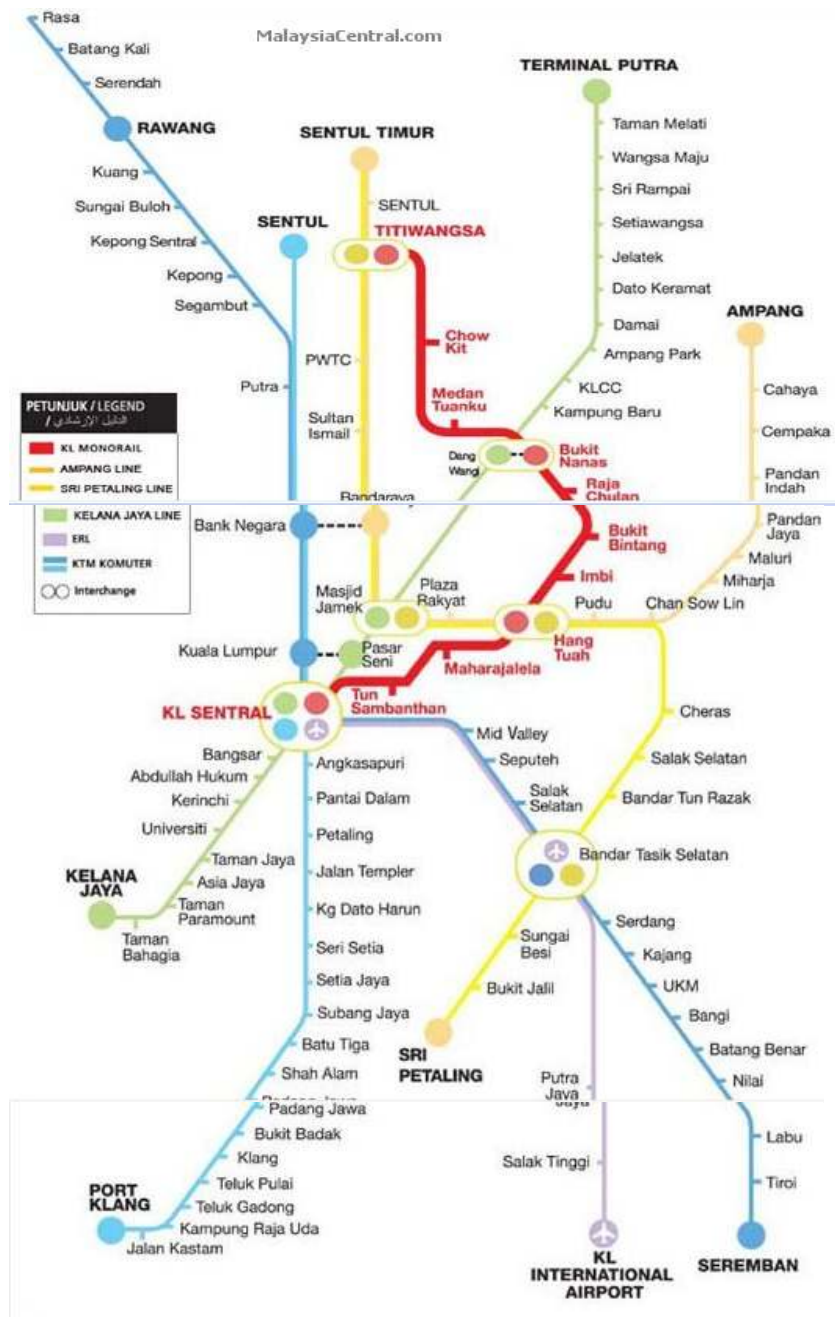 Rasa
MalaysiaCentral.com
Batang Kali
TERMINAL PUTRA
Serendah
RAWANG
SENTUL TIMUR
Taman Melati
Wangsa Maju
Kuang
Sri Rampai
SENTUL
Sungai Buloh
SENTUL
TITIWANGSA
Setiawangsa
Kepong Sentral
Jelatek
Kepong
Dato Keramat
Segambut
AMPANG
Damai
Chow
Kit
Ampang Park
PWTC
Putra
KLCC
Medan
Tuanku
Cahaya
Kampung Baru
PETUNJUK / LEGEND
Sultan
Ismail
Cempaka
KL MONORAIL
Dang
Wangi
Bukit
Nanas
AMPANG LINE
Pandan
Indah
SRI PETALING LINE
Raja
Chulan
Bandaraya
KELANA JAYA LINE
Bank Negara
Pandan
Jaya
ERL
Bukit
Bintang
KTM KOMUTER
Maluri
Interchange
Imbi
Miharja
Masjid
Jamek
Plaza
Rakyat
Pudu
Chan Sow Lin
Kuala Lumpur
Pasar
Seni
Hang
Tuah
Maharajalela
Tun
Sambanthan
KL SENTRAL
Cheras
Mid Valley
Bangsar
Angkasapuri
Seputeh
Salak Selatan
Abdullah Hukum
Kerinchi
Pantai Dalam
Salak
Selatan
Bandar Tun Razak
Universiti
Petaling
Taman Jaya
Jalan Templer
Bandar Tasik Selatan
KELANA
JAYA
Asia Jaya
Taman
Paramount
Kg Dato Harun
Taman
Bahagia
Serdang
Seri Setia
Sungai
Besi
Kajang
Setia Jaya
Bukit Jalil
UKM
Subang Jaya
Bangi
Batu Tiga
SRI
PETALING
Batang Benar
Shah Alam
Putra
Jaya
Nilai
Padang Jawa
Bukit Badak
Labu
Klang
Salak Tinggi
Teluk Pulai
Tiroi
PORT
KLANG
Teluk Gadong
Kampung Raja Uda
Jalan Kastam
KL
INTERNATIONAL
AIRPORT
SEREMBAN